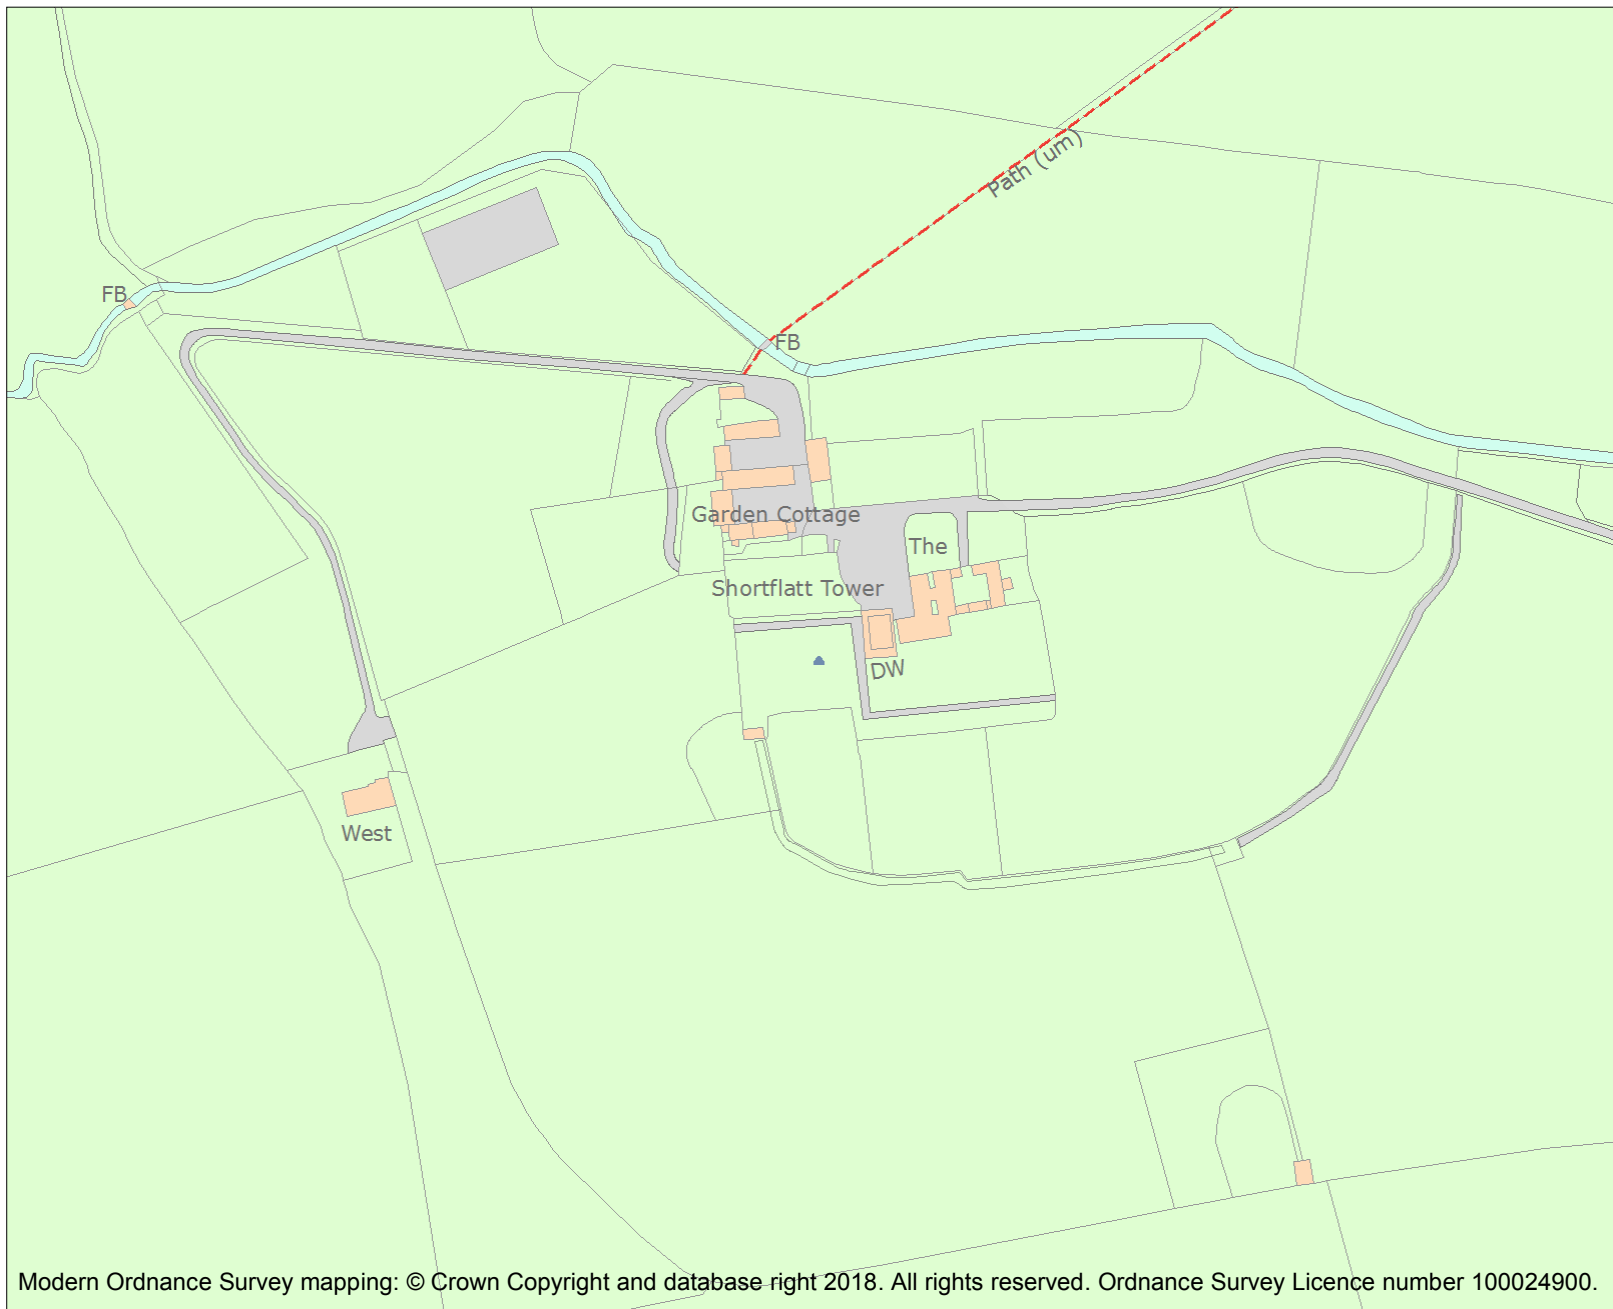 Path (um)
FB
FB
Garden Cottage
The
Shortflatt Tower
DW
West
Modern Ordnance Survey mapping: © Crown Copyright and database right 2018. All rights reserved. Ordnance Survey Licence number 100024900.